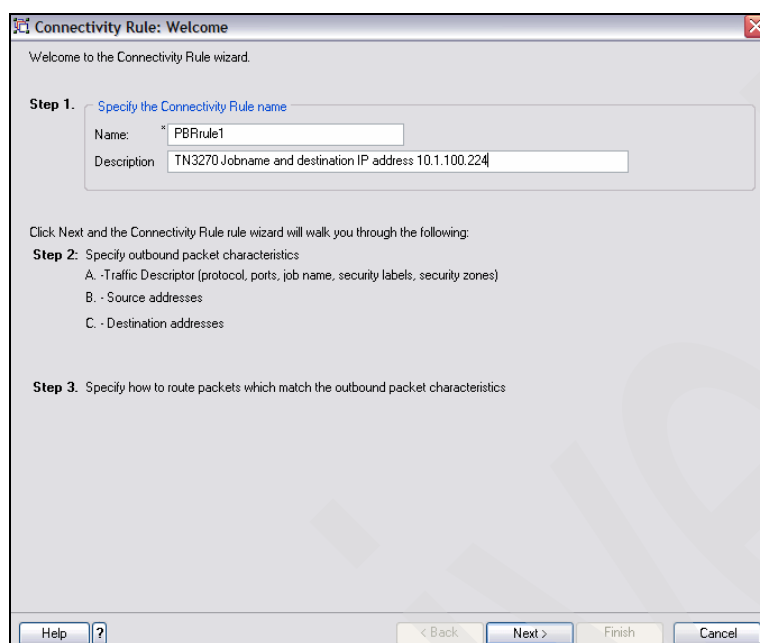 Connectivity Rule: Welcome
Welcome to the Connectivity Rule wizard.
Step 1. Specify the Connectivity Rule name
Name: * PBRrule1
Description TN3270 Jobname and destination IP address 10.1.100.224
Click Next and the Connectivity Rule rule wizard will walk you through the following:
Step 2: Specify outbound packet characteristics
A. -Traffic Descriptor (protocol, ports, job name, security labels, security zones)
B. - Source addresses
C. - Destination addresses
Step 3. Specify how to route packets which match the outbound packet characteristics
Help ? < Back Next > Finish Cancel